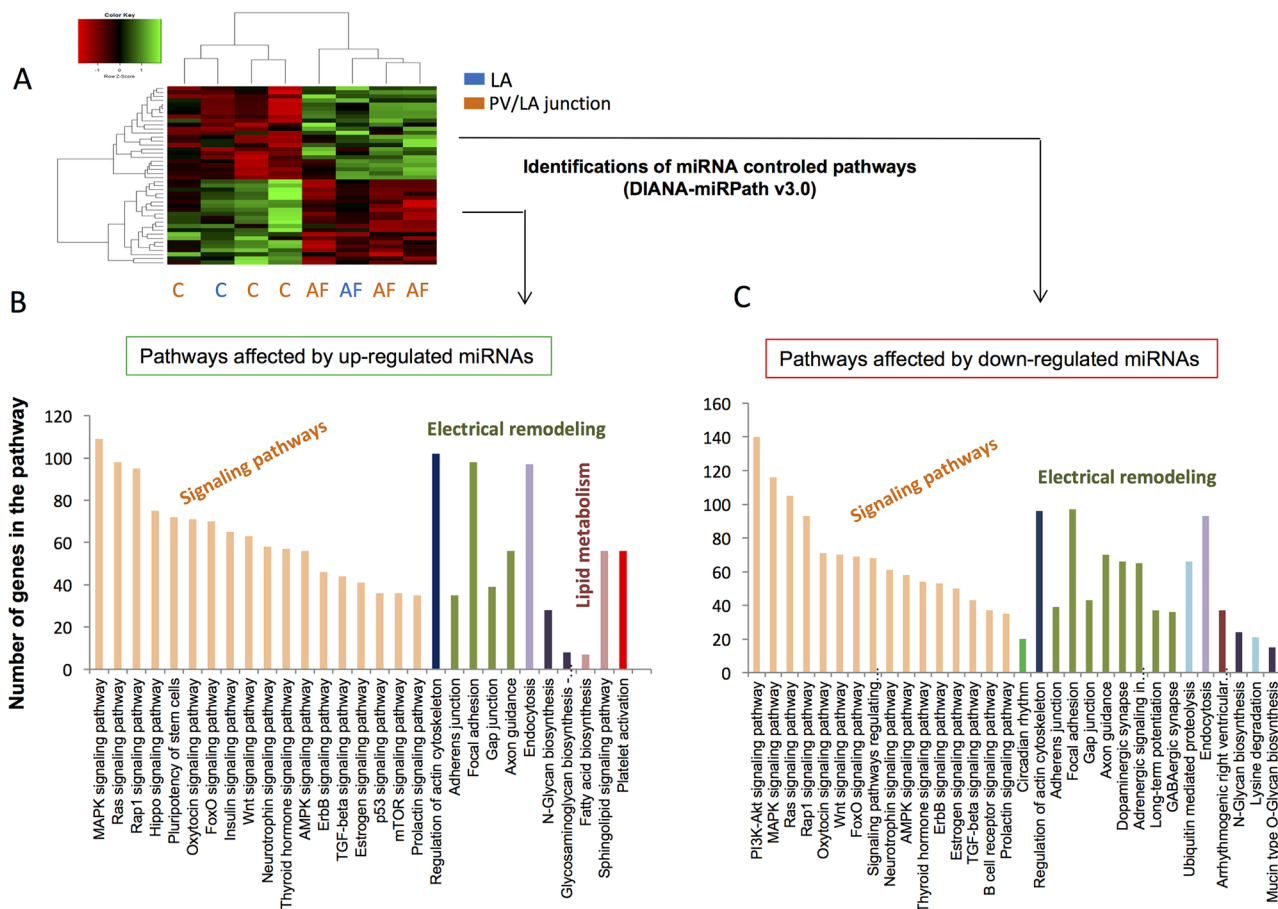 Color Key
-1 0 1
Row Z-Score
A
LA
PV/LA junction
Identifications of miRNA controled pathways
(DIANA-miRPath v3.0)
C C C C AF AF AF AF
B
Pathways affected by up-regulated miRNAs
Number of genes in the pathway
120
100
80
60
40
20
0
Signaling pathways
Electrical remodeling
Lipid metabolism
MAPK signaling pathway
Ras signaling pathway
Rap1 signaling pathway
Hippo signaling pathway
Pluripotency of stem cells
Oxytocin signaling pathway
FoxO signaling pathway
Insulin signaling pathway
Wnt signaling pathway
Neurotrophin signaling pathway
Thyroid hormone signaling pathway
AMPK signaling pathway
ErbB signaling pathway
TGF-beta signaling pathway
Estrogen signaling pathway
p53 signaling pathway
mTOR signaling pathway
Prolactin signaling pathway
Regulation of actin cytoskeleton
Adherens junction
Focal adhesion
Gap junction
Axon guidance
Endocytosis
N-Glycan biosynthesis
Glycosaminoglycan biosynthesis -...
Fatty acid biosynthesis
Sphingolipid signaling pathway
Platelet activation
C
Pathways affected by down-regulated miRNAs
160
140
120
100
80
60
40
20
0
Signaling pathways
Electrical remodeling
PI3K-Akt signaling pathway
MAPK signaling pathway
Ras signaling pathway
Rap1 signaling pathway
Oxytocin signaling pathway
Wnt signaling pathway
FoxO signaling pathway
Signaling pathways regulating...
Neurotrophin signaling pathway
AMPK signaling pathway
Thyroid hormone signaling pathway
ErbB signaling pathway
Estrogen signaling pathway
TGF-beta signaling pathway
B cell receptor signaling pathway
Prolactin signaling pathway
Circadian rhythm
Regulation of actin cytoskeleton
Adherens junction
Focal adhesion
Gap junction
Axon guidance
Dopaminergic synapse
Adrenergic signaling in...
Long-term potentiation
GABAergic synapse
Ubiquitin mediated proteolysis
Endocytosis
Arrhythmogenic right ventricular...
N-Glycan biosynthesis
Lysine degradation
Mucin type O-Glycan biosynthesis